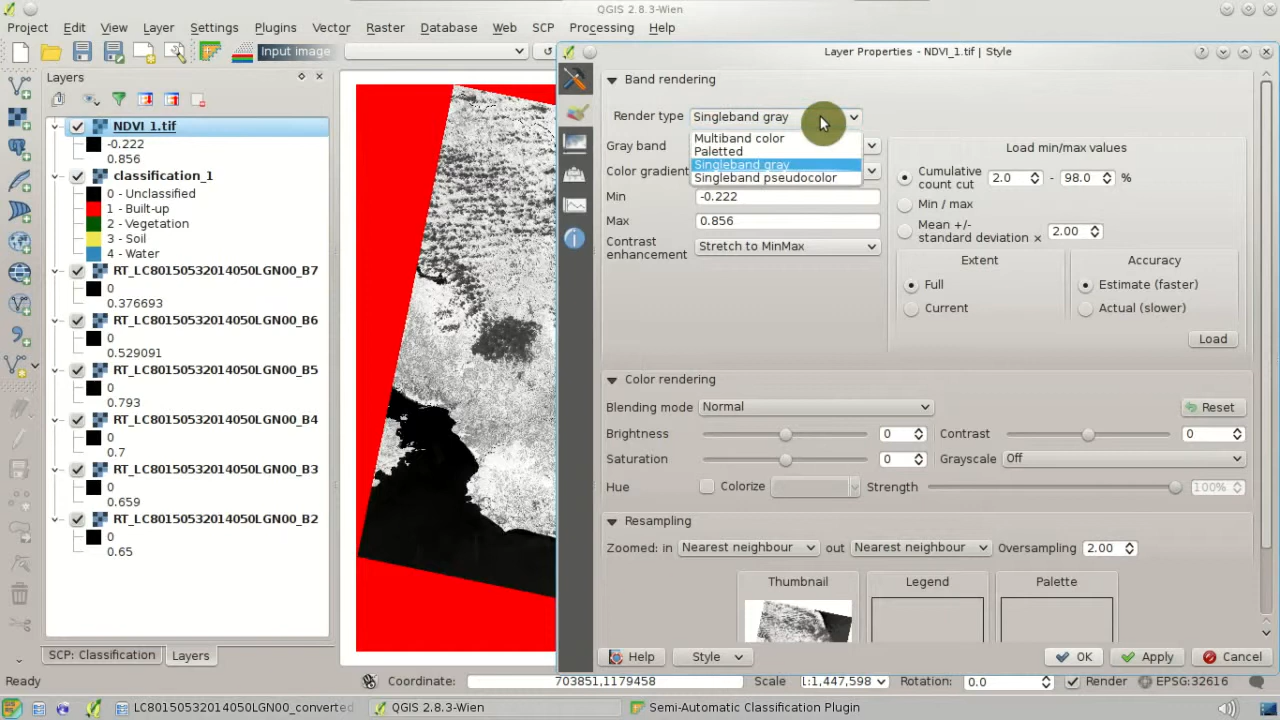 QGIS 2.8.3-Wien
Project Edit View Layer Settings Plugins Vector Raster Database Web SCP Processing Help
Input image
Layers
NDVI_1.tif
-0.222
0.856
classification_1
0 - Unclassified
1 - Built-up
2 - Vegetation
3 - Soil
4 - Water
RT_LC80150532014050LGN00_B7
0
0.376693
RT_LC80150532014050LGN00_B6
0
0.529091
RT_LC80150532014050LGN00_B5
0
0.793
RT_LC80150532014050LGN00_B4
0
0.7
RT_LC80150532014050LGN00_B3
0
0.659
RT_LC80150532014050LGN00_B2
0
0.65
SCP: Classification Layers
Layer Properties - NDVI_1.tif | Style
Band rendering
Render type Singleband gray
Multiband color
Paletted
Singleband gray
Singleband pseudocolor
Gray band
Color gradient
Min -0.222
Max 0.856
Contrast enhancement Stretch to MinMax
Load min/max values
Cumulative count cut 2.0 - 98.0 %
Min / max
Mean +/- standard deviation × 2.00
Extent
Full
Current
Accuracy
Estimate (faster)
Actual (slower)
Load
Color rendering
Blending mode Normal Reset
Brightness 0 Contrast 0
Saturation 0 Grayscale Off
Hue Colorize Strength 100%
Resampling
Zoomed: in Nearest neighbour out Nearest neighbour Oversampling 2.00
Thumbnail Legend Palette
Help Style OK Apply Cancel
Ready Coordinate: 703851,1179458 Scale 1:1,447,598 Rotation: 0.0 Render EPSG:32616
LC80150532014050LGN00_converted QGIS 2.8.3-Wien Semi-Automatic Classification Plugin